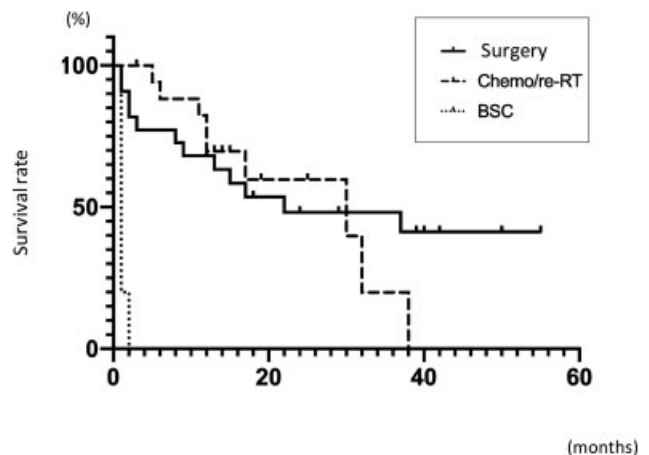 (%)
Surgery
Chemo/re-RT
BSC
Survival rate
100
50
0
0 20 40 60
(months)